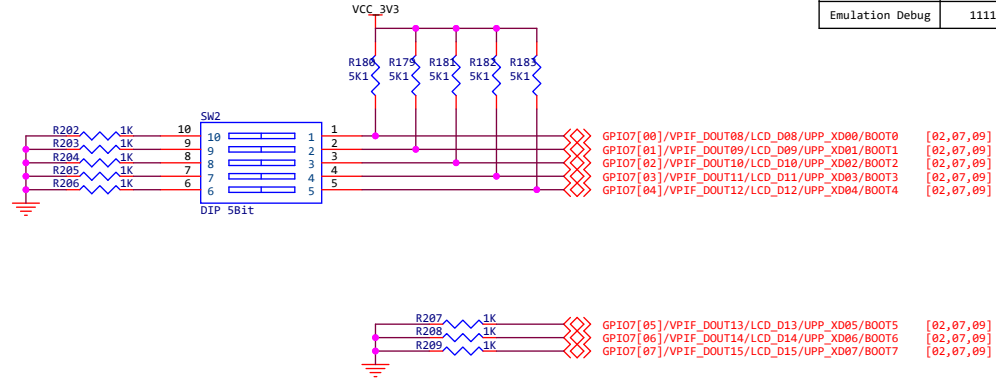 VCC_3V3
Emulation Debug 1111
R180 R179 R181 R182 R183
5K1 5K1 5K1 5K1 5K1
SW2
R202 1K 10 10 1 1 GPIO7[00]/VPIF_DOUT08/LCD_D08/UPP_XD00/BOOT0 [02,07,09]
R203 1K 9 9 2 2 GPIO7[01]/VPIF_DOUT09/LCD_D09/UPP_XD01/BOOT1 [02,07,09]
R204 1K 8 8 3 3 GPIO7[02]/VPIF_DOUT10/LCD_D10/UPP_XD02/BOOT2 [02,07,09]
R205 1K 7 7 4 4 GPIO7[03]/VPIF_DOUT11/LCD_D11/UPP_XD03/BOOT3 [02,07,09]
R206 1K 6 6 5 5 GPIO7[04]/VPIF_DOUT12/LCD_D12/UPP_XD04/BOOT4 [02,07,09]
DIP 5Bit
R207 1K GPIO7[05]/VPIF_DOUT13/LCD_D13/UPP_XD05/BOOT5 [02,07,09]
R208 1K GPIO7[06]/VPIF_DOUT14/LCD_D14/UPP_XD06/BOOT6 [02,07,09]
R209 1K GPIO7[07]/VPIF_DOUT15/LCD_D15/UPP_XD07/BOOT7 [02,07,09]